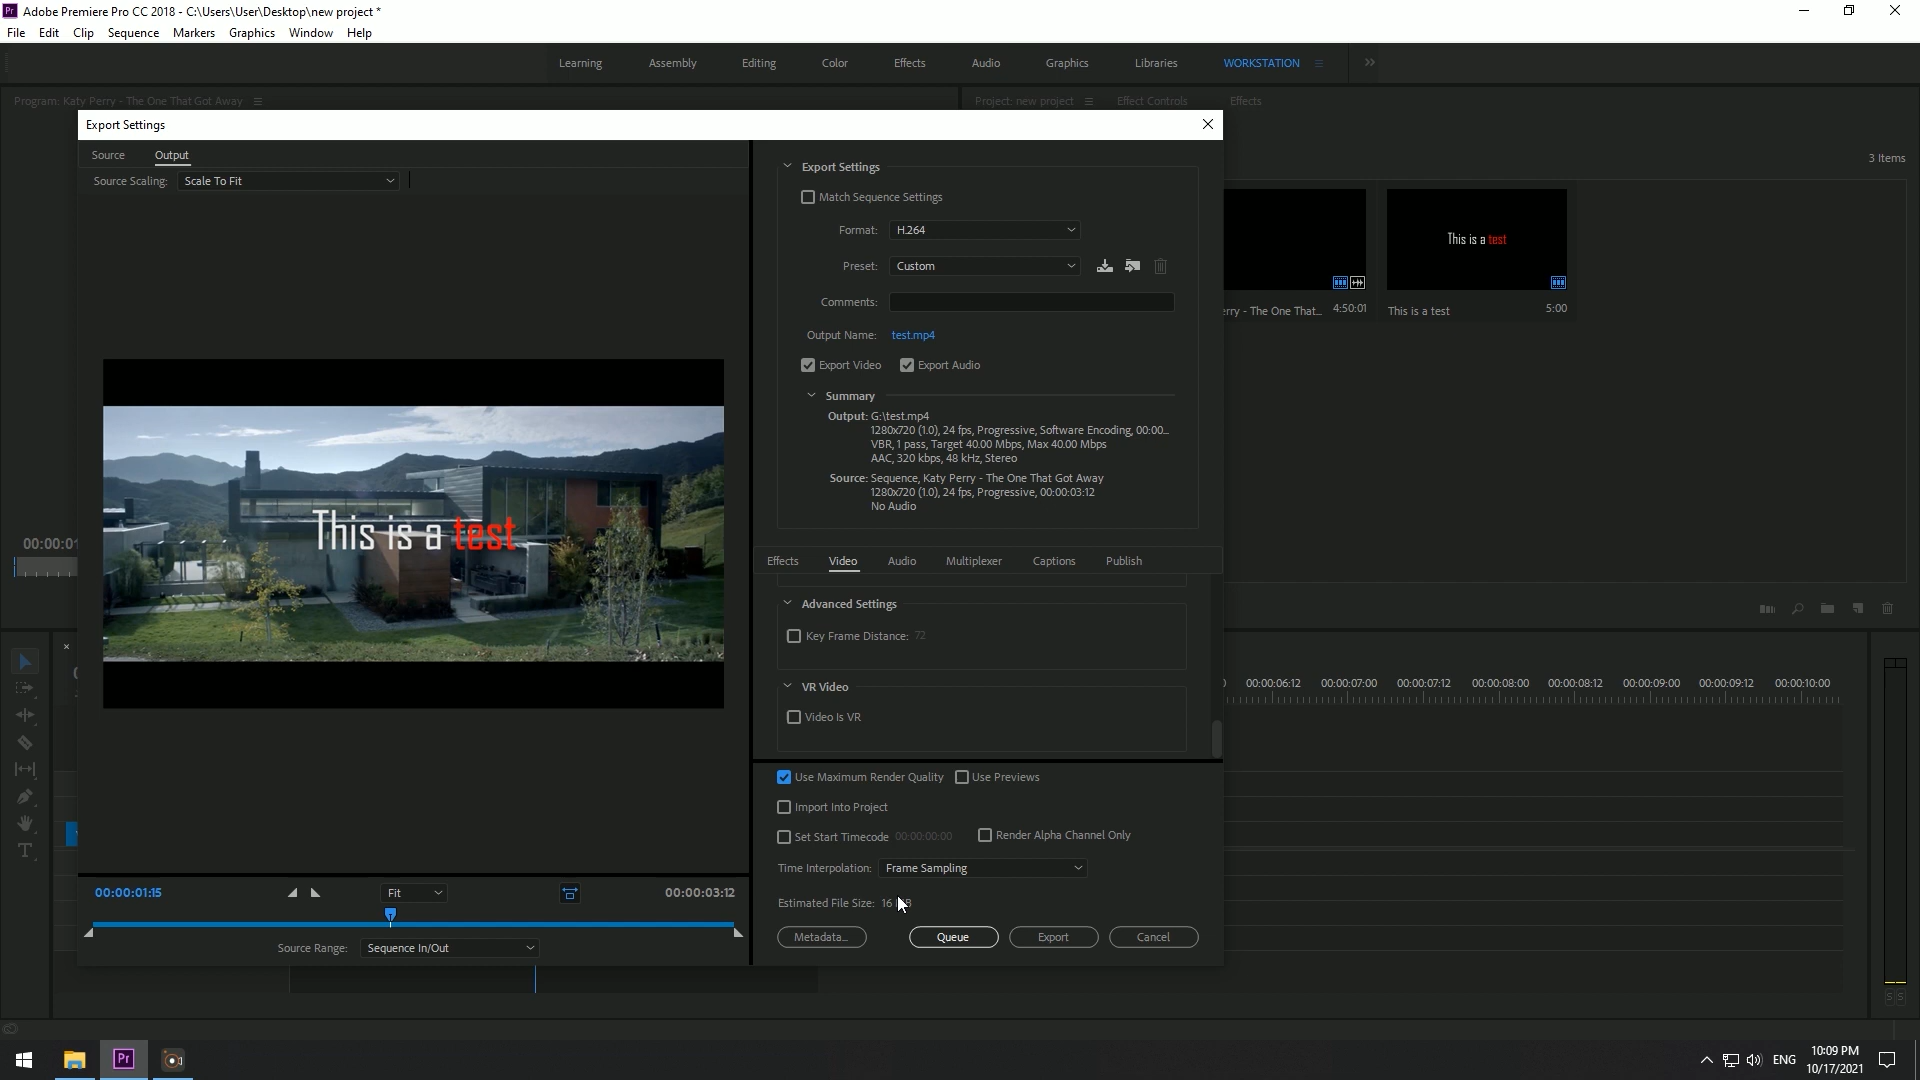 Adobe Premiere Pro CC 2018 - C:\Users\User\Desktop\new project *
File Edit Clip Sequence Markers Graphics Window Help
Learning Assembly Editing Color Effects Audio Graphics Libraries WORKSTATION
Program: Katy Perry - The One That Got Away
Project: new project Effect Controls Effects
Export Settings
Source Output
Source Scaling: Scale To Fit
Export Settings
3 Items
Match Sequence Settings
Format: H.264
Preset: Custom
Comments:
Output Name: test.mp4
Export Video Export Audio
Summary
Output: G:\test.mp4
1280x720 (1.0), 24 fps, Progressive, Software Encoding, 00:00...
VBR, 1 pass, Target 40.00 Mbps, Max 40.00 Mbps
AAC, 320 kbps, 48 kHz, Stereo
Source: Sequence, Katy Perry - The One That Got Away
1280x720 (1.0), 24 fps, Progressive, 00:00:03:12
No Audio
This is a test
erry - The One That... 4:50:01
This is a test 5:00
This is a test
00:00:01
Effects Video Audio Multiplexer Captions Publish
Advanced Settings
Key Frame Distance: 72
VR Video
Video Is VR
00:00:06:12 00:00:07:00 00:00:07:12 00:00:08:00 00:00:08:12 00:00:09:00 00:00:09:12 00:00:10:00
Use Maximum Render Quality Use Previews
Import Into Project
Set Start Timecode 00:00:00:00 Render Alpha Channel Only
Time Interpolation: Frame Sampling
Estimated File Size: 16
Metadata... Queue Export Cancel
00:00:01:15 Fit 00:00:03:12
Source Range: Sequence In/Out
S S
ENG 10:09 PM
10/17/2021